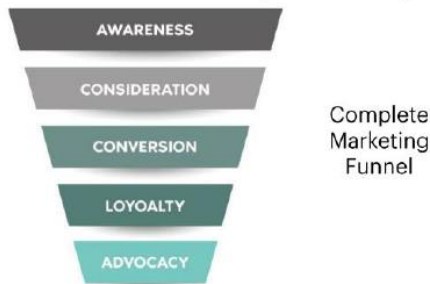 AWARENESS
CONSIDERATION
CONVERSION
LOYOALTY
ADVOCACY
Complete
Marketing
Funnel